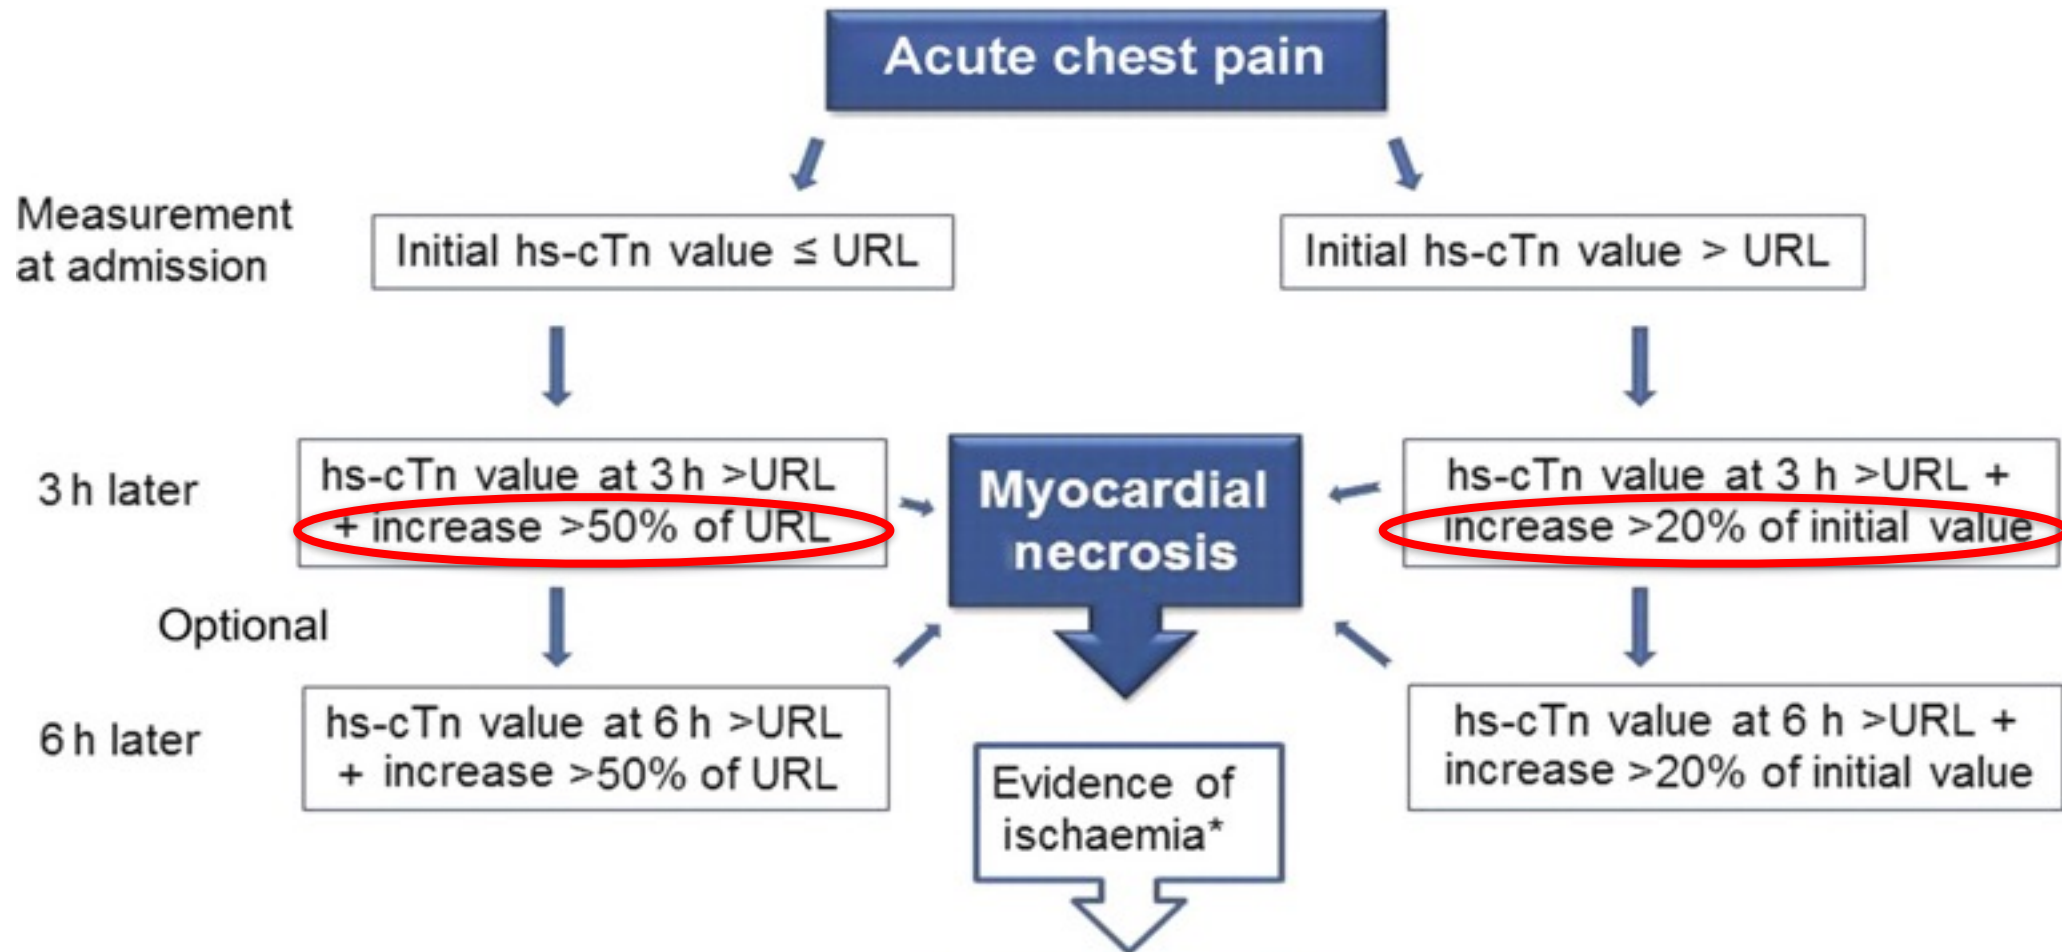 Acute chest pain
Measurement
at admission
Initial hs-cTn value ≤ URL
Initial hs-cTn value > URL
3 h later
hs-cTn value at 3 h >URL
+ increase >50% of URL
Myocardial
necrosis
hs-cTn value at 3 h >URL +
increase >20% of initial value
Optional
6 h later
hs-cTn value at 6 h >URL
+ increase >50% of URL
hs-cTn value at 6 h >URL +
increase >20% of initial value
Evidence of
ischaemia*